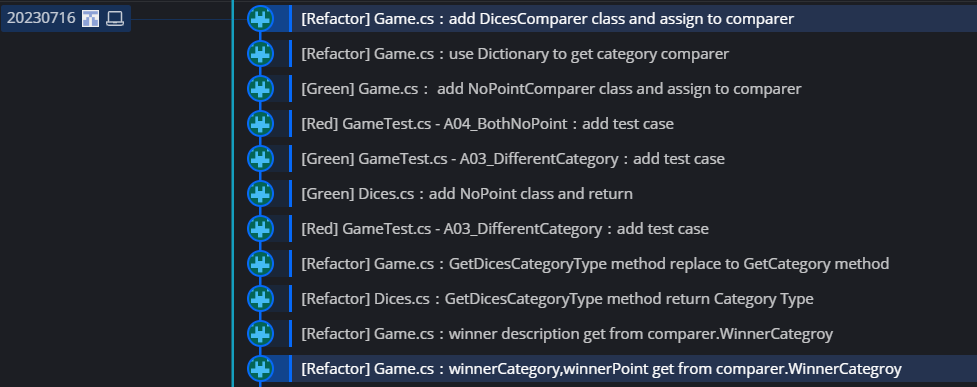 20230716
[Refactor] Game.cs : add DicesComparer class and assign to comparer
[Refactor] Game.cs : use Dictionary to get category comparer
[Green] Game.cs : add NoPointComparer class and assign to comparer
[Red] GameTest.cs - A04_BothNoPoint : add test case
[Green] GameTest.cs - A03_DifferentCategory : add test case
[Green] Dices.cs : add NoPoint class and return
[Red] GameTest.cs - A03_DifferentCategory : add test case
[Refactor] Game.cs : GetDicesCategoryType method replace to GetCategory method
[Refactor] Dices.cs : GetDicesCategoryType method return Category Type
[Refactor] Game.cs : winner description get from comparer.WinnerCategroy
[Refactor] Game.cs : winnerCategory,winnerPoint get from comparer.WinnerCategroy